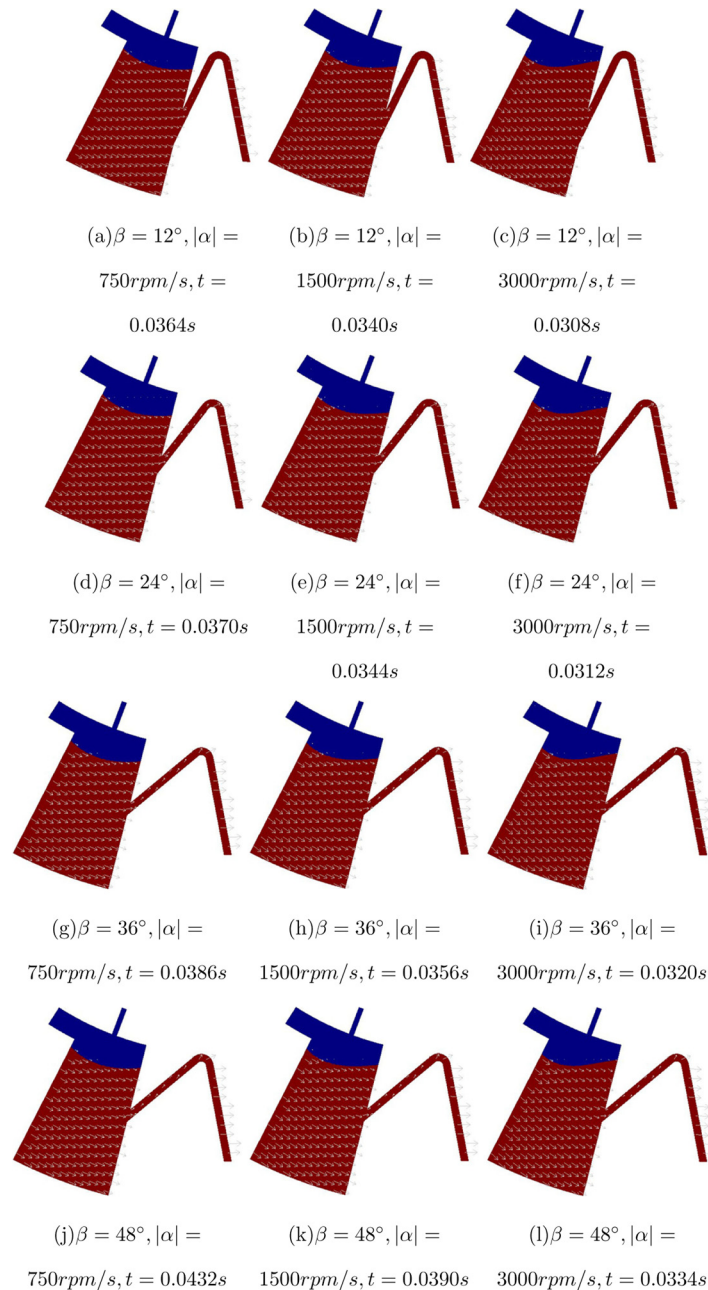 (a)β = 12°, |α| =
750rpm/s, t =
0.0364s
(b)β = 12°, |α| =
1500rpm/s, t =
0.0340s
(c)β = 12°, |α| =
3000rpm/s, t =
0.0308s
(d)β = 24°, |α| =
750rpm/s, t = 0.0370s
(e)β = 24°, |α| =
1500rpm/s, t =
0.0344s
(f)β = 24°, |α| =
3000rpm/s, t =
0.0312s
(g)β = 36°, |α| =
750rpm/s, t = 0.0386s
(h)β = 36°, |α| =
1500rpm/s, t = 0.0356s
(i)β = 36°, |α| =
3000rpm/s, t = 0.0320s
(j)β = 48°, |α| =
750rpm/s, t = 0.0432s
(k)β = 48°, |α| =
1500rpm/s, t = 0.0390s
(l)β = 48°, |α| =
3000rpm/s, t = 0.0334s